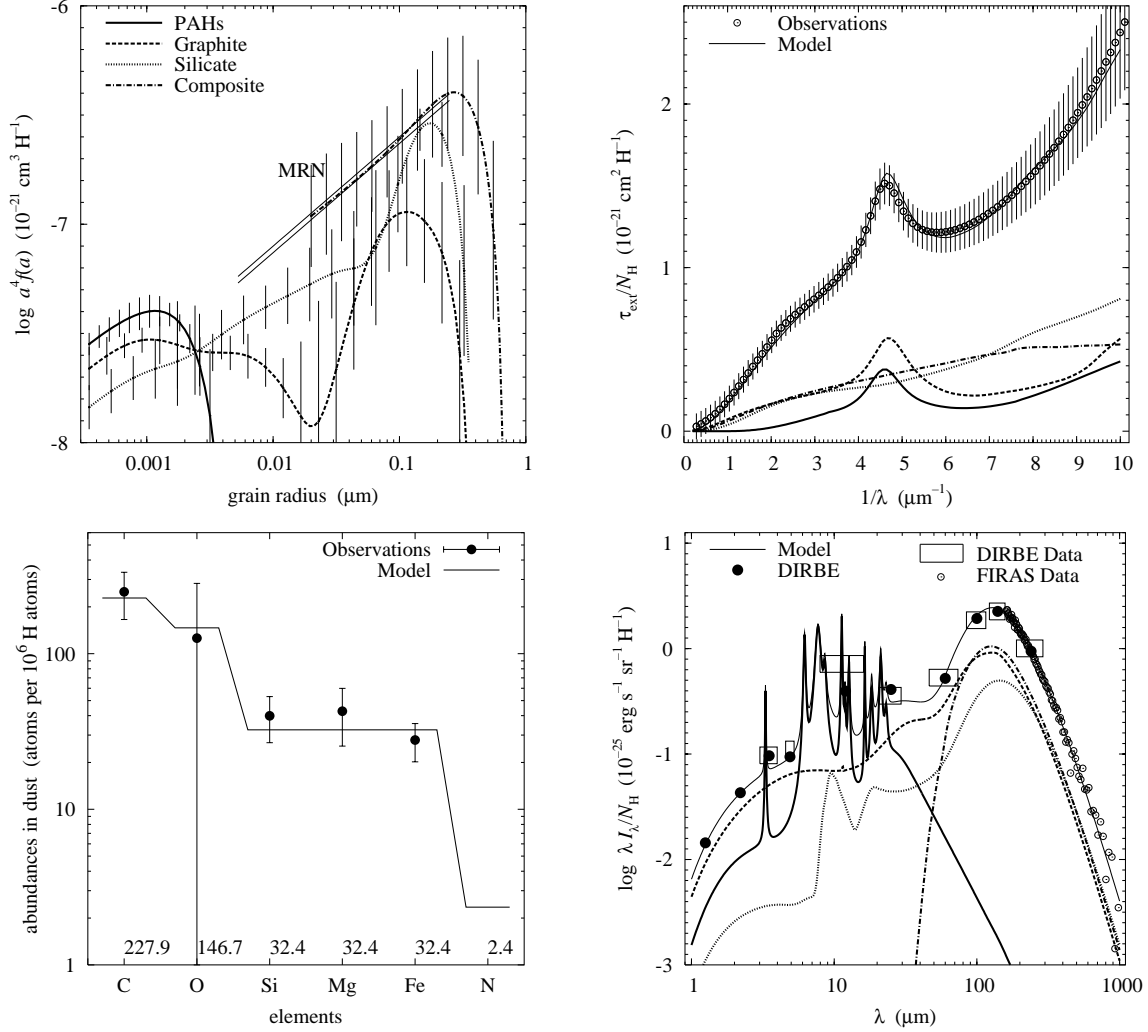 PAHs
Graphite
Silicate
Composite
MRN
-6
-7
-8
0.001
0.01
0.1
1
grain radius (μm)
log a⁴f(a) (10⁻²¹ cm³ H⁻¹)
Observations
Model
2
1
0
0
1
2
3
4
5
6
7
8
9
10
1/λ (μm⁻¹)
τext/NH (10⁻²¹ cm² H⁻¹)
Observations
Model
100
10
1
227.9
146.7
32.4
32.4
32.4
2.4
C
O
Si
Mg
Fe
N
elements
abundances in dust (atoms per 10⁶ H atoms)
Model
DIRBE
DIRBE Data
FIRAS Data
1
0
-1
-2
-3
1
10
100
1000
λ (μm)
log λ Iλ/NH (10⁻²⁵ erg s⁻¹ sr⁻¹ H⁻¹)